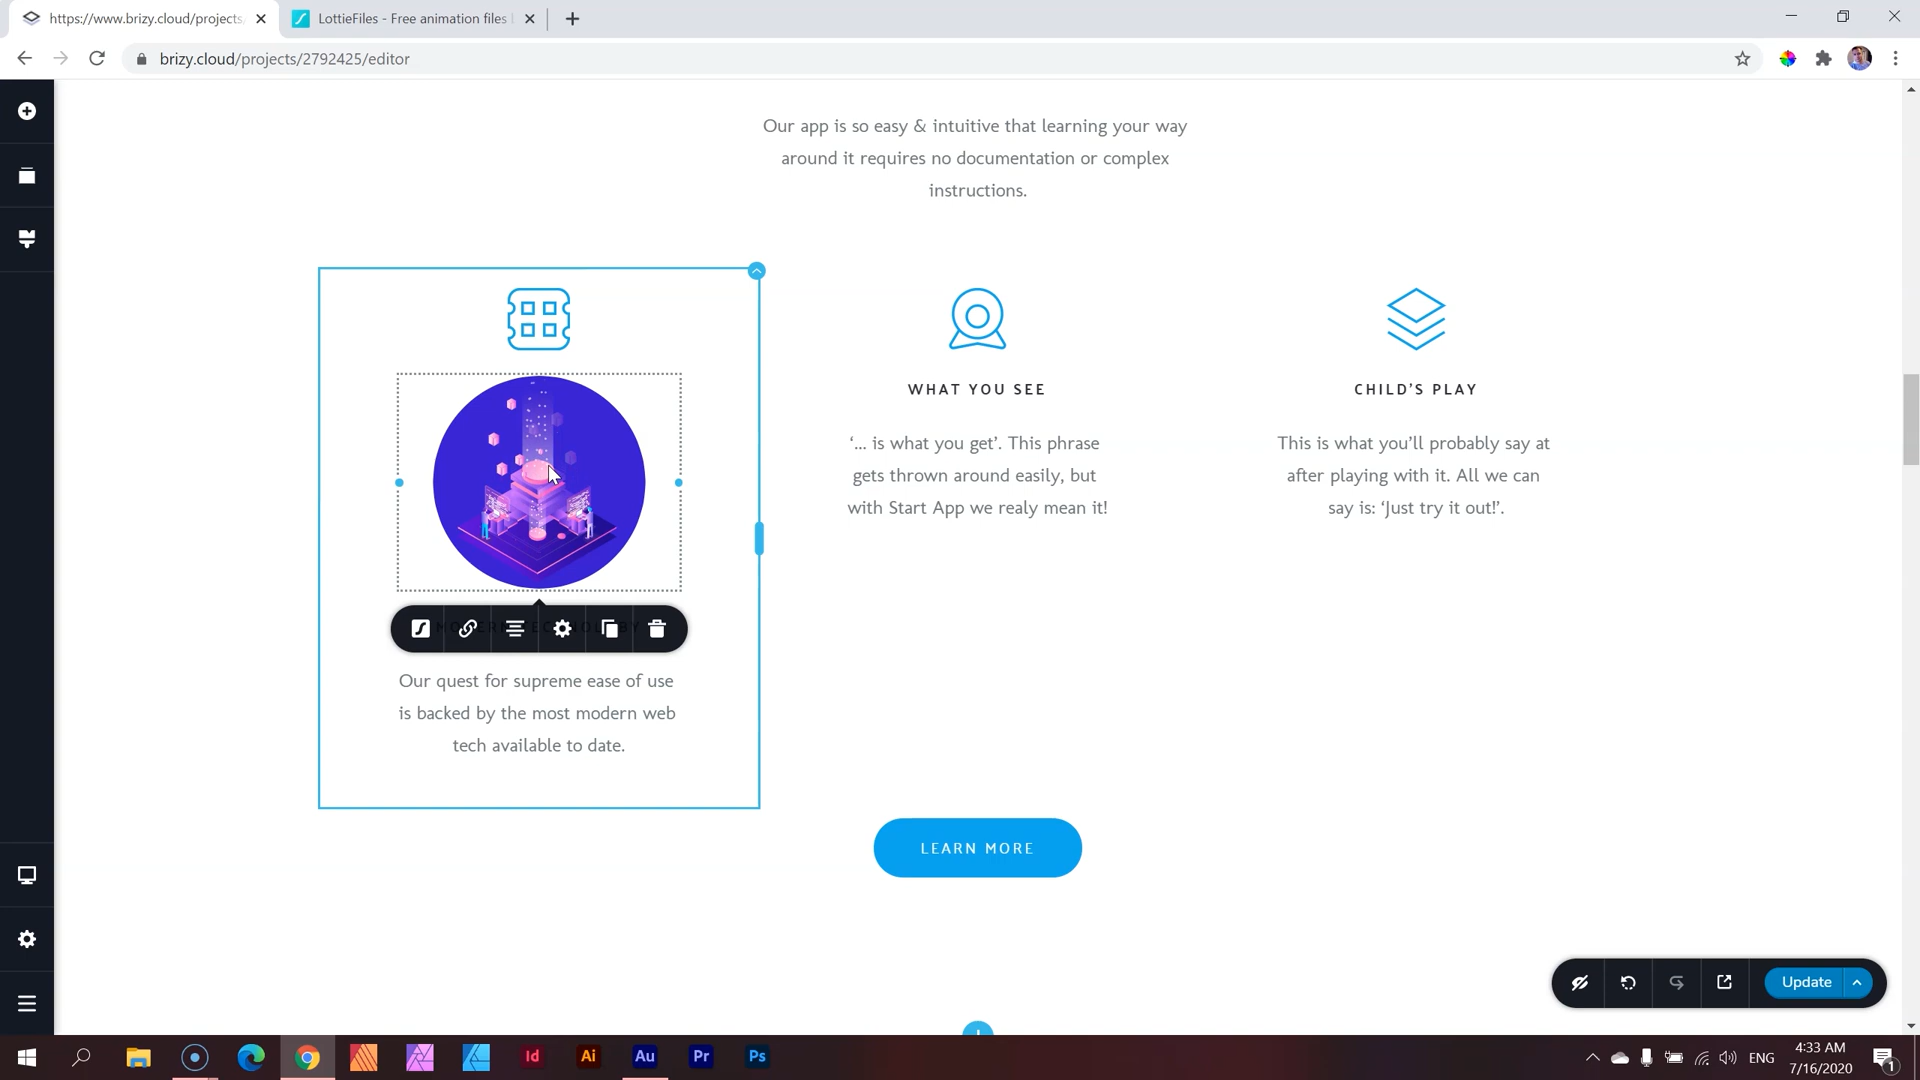 https://www.brizy.cloud/projects
LottieFiles - Free animation files
brizy.cloud/projects/2792425/editor
Our app is so easy & intuitive that learning your way
around it requires no documentation or complex
instructions.
WHAT YOU SEE
‘... is what you get’. This phrase
gets thrown around easily, but
with Start App we realy mean it!
CHILD’S PLAY
This is what you’ll probably say at
after playing with it. All we can
say is: ‘Just try it out!’.
Our quest for supreme ease of use
is backed by the most modern web
tech available to date.
LEARN MORE
Update
Id
Ai
Au
Pr
Ps
ENG
4:33 AM
7/16/2020
1